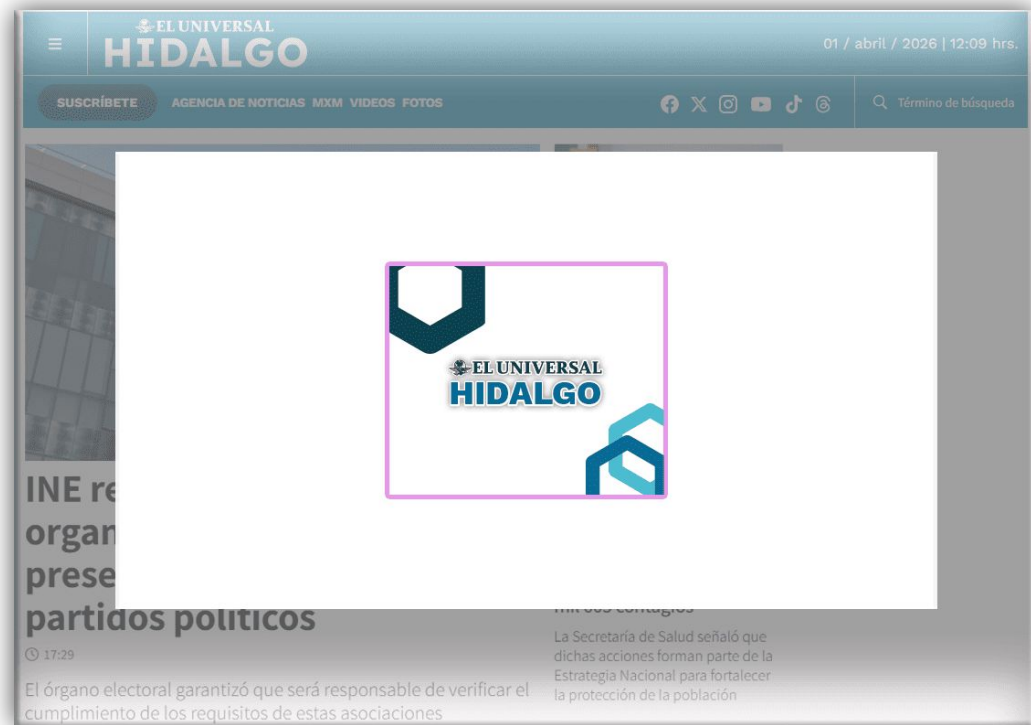 EL UNIVERSAL
HIDALGO
01 / abril / 2026 | 12:09 hrs.
SUSCRÍBETE
AGENCIA DE NOTICIAS MXM VIDEOS FOTOS
Término de búsqueda
EL UNIVERSAL
HIDALGO
INE re
organ
prese
partidos políticos
17:29
El órgano electoral garantizó que será responsable de verificar el
cumplimiento de los requisitos de estas asociaciones
mil 005 contagios
La Secretaría de Salud señaló que
dichas acciones forman parte de la
Estrategia Nacional para fortalecer
la protección de la población